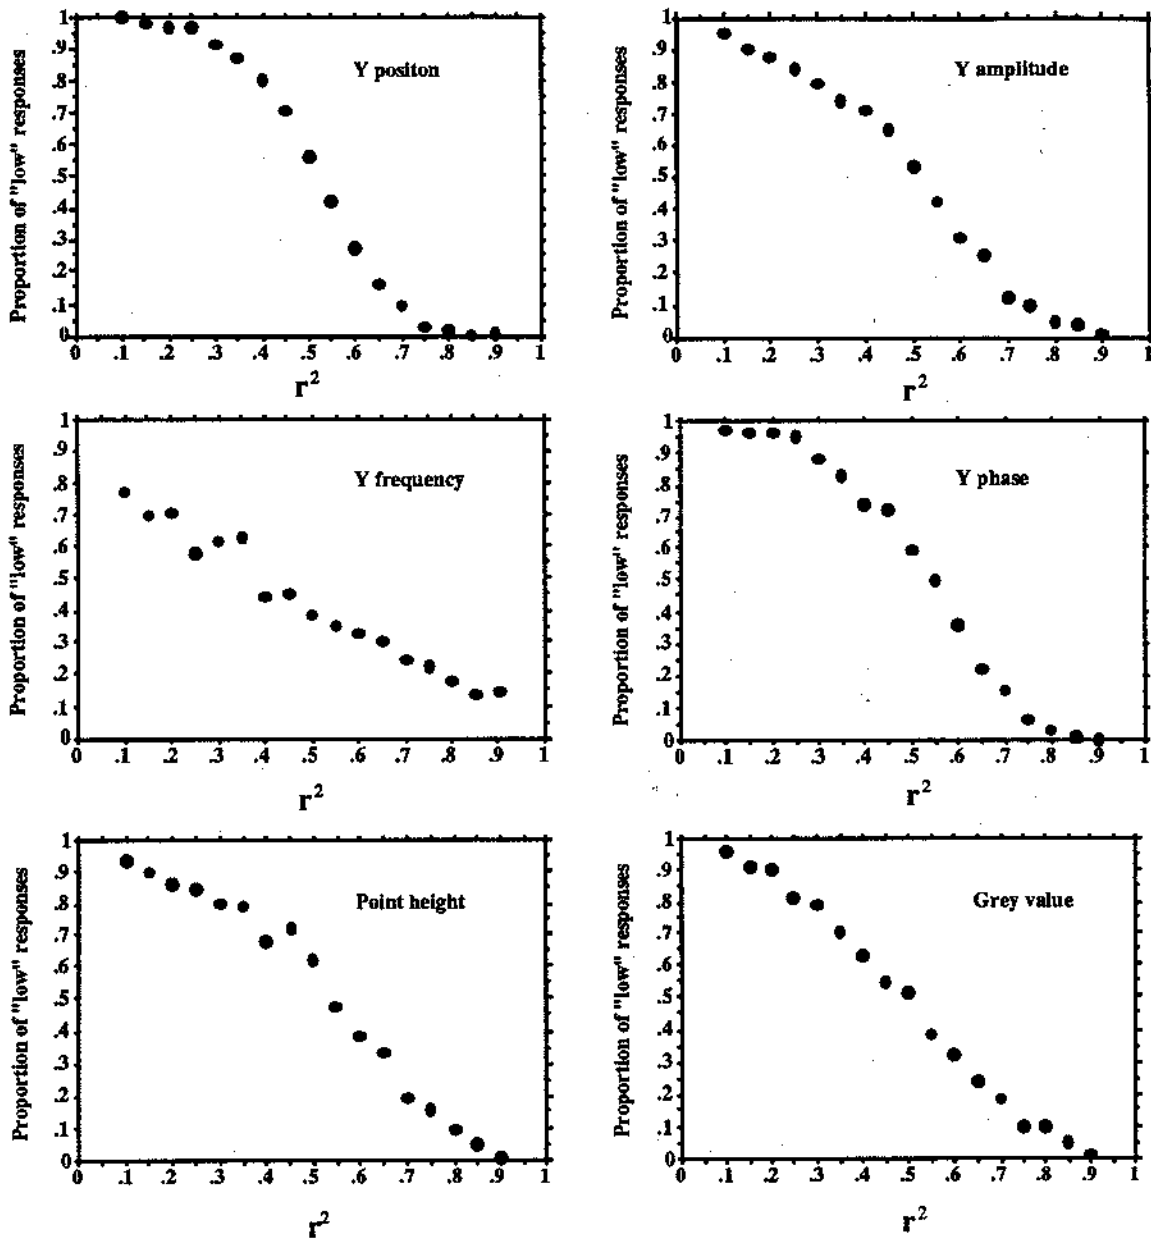 Proportion of "low" responses
1
.9
.8
.7
.6
.5
.4
.3
.2
.1
0
Y positon
0 .1 .2 .3 .4 .5 .6 .7 .8 .9 1
r²
Proportion of "low" responses
1
.9
.8
.7
.6
.5
.4
.3
.2
.1
0
Y amplitude
0 .1 .2 .3 .4 .5 .6 .7 .8 .9 1
r²
Proportion of "low" responses
1
.9
.8
.7
.6
.5
.4
.3
.2
.1
0
Y frequency
0 .1 .2 .3 .4 .5 .6 .7 .8 .9 1
r²
Proportion of "low" responses
1
.9
.8
.7
.6
.5
.4
.3
.2
.1
0
Y phase
0 .1 .2 .3 .4 .5 .6 .7 .8 .9 1
r²
Proportion of "low" responses
1
.9
.8
.7
.6
.5
.4
.3
.2
.1
0
Point height
0 .1 .2 .3 .4 .5 .6 .7 .8 .9 1
r²
Proportion of "low" responses
1
.9
.8
.7
.6
.5
.4
.3
.2
.1
0
Grey value
0 .1 .2 .3 .4 .5 .6 .7 .8 .9 1
r²